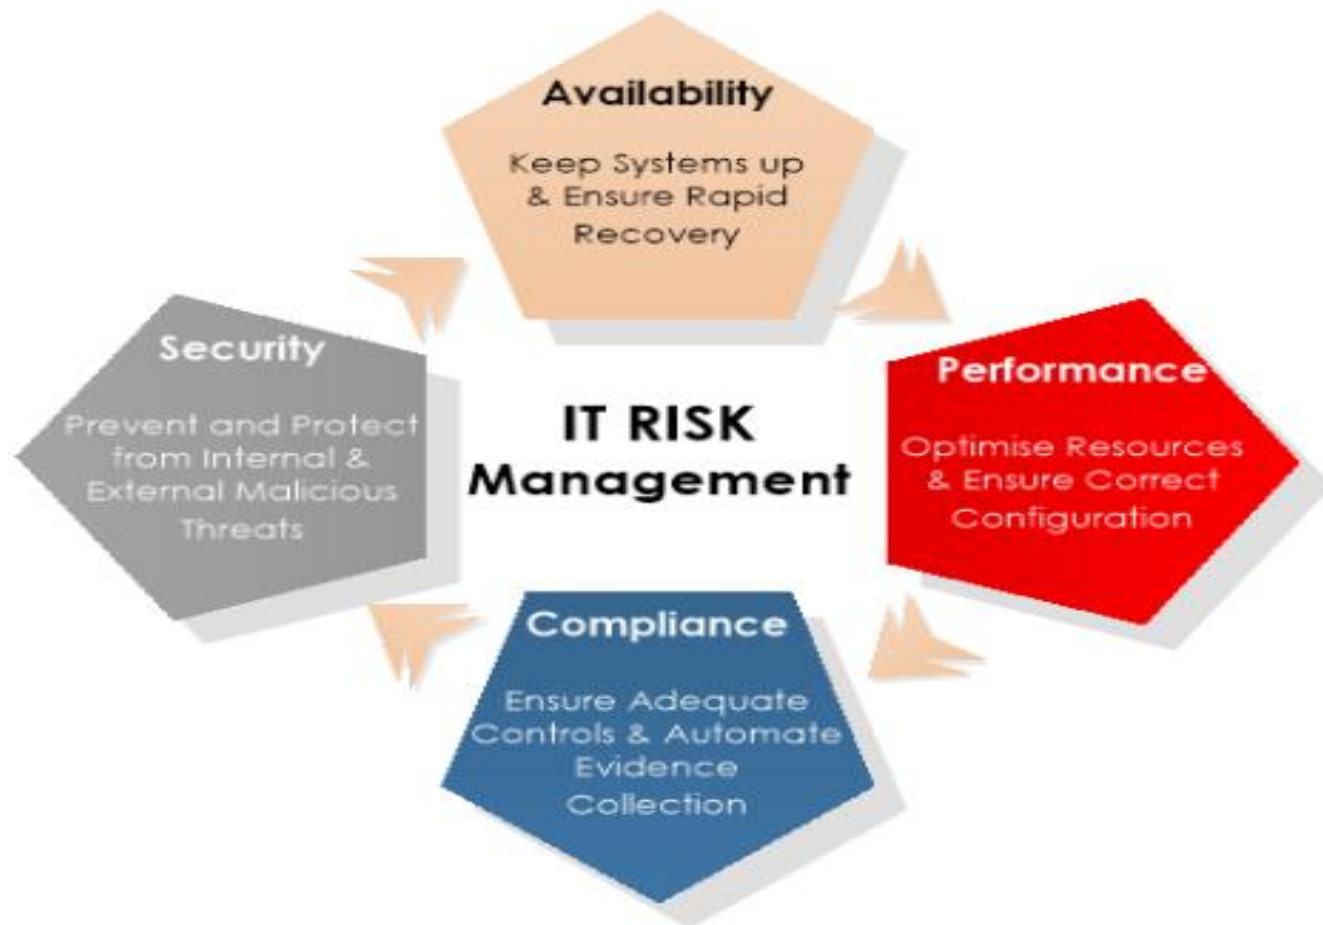 Availability
Keep Systems up
& Ensure Rapid
Recovery
Performance
Optimise Resources
& Ensure Correct
Configuration
IT RISK
Management
Security
Prevent and Protect
from Internal &
External Malicious
Threats
Compliance
Ensure Adequate
Controls & Automate
Evidence
Collection